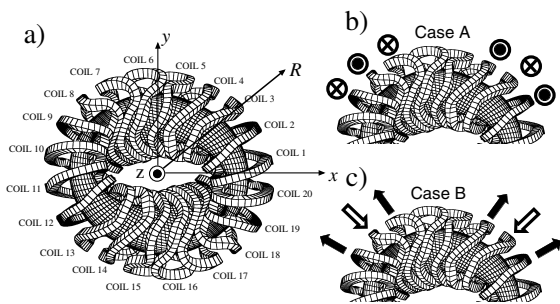 a)
y
R
x
Z
COIL 1
COIL 2
COIL 3
COIL 4
COIL 5
COIL 6
COIL 7
COIL 8
COIL 9
COIL 10
COIL 11
COIL 12
COIL 13
COIL 14
COIL 15
COIL 16
COIL 17
COIL 18
COIL 19
COIL 20
b)
Case A
c)
Case B